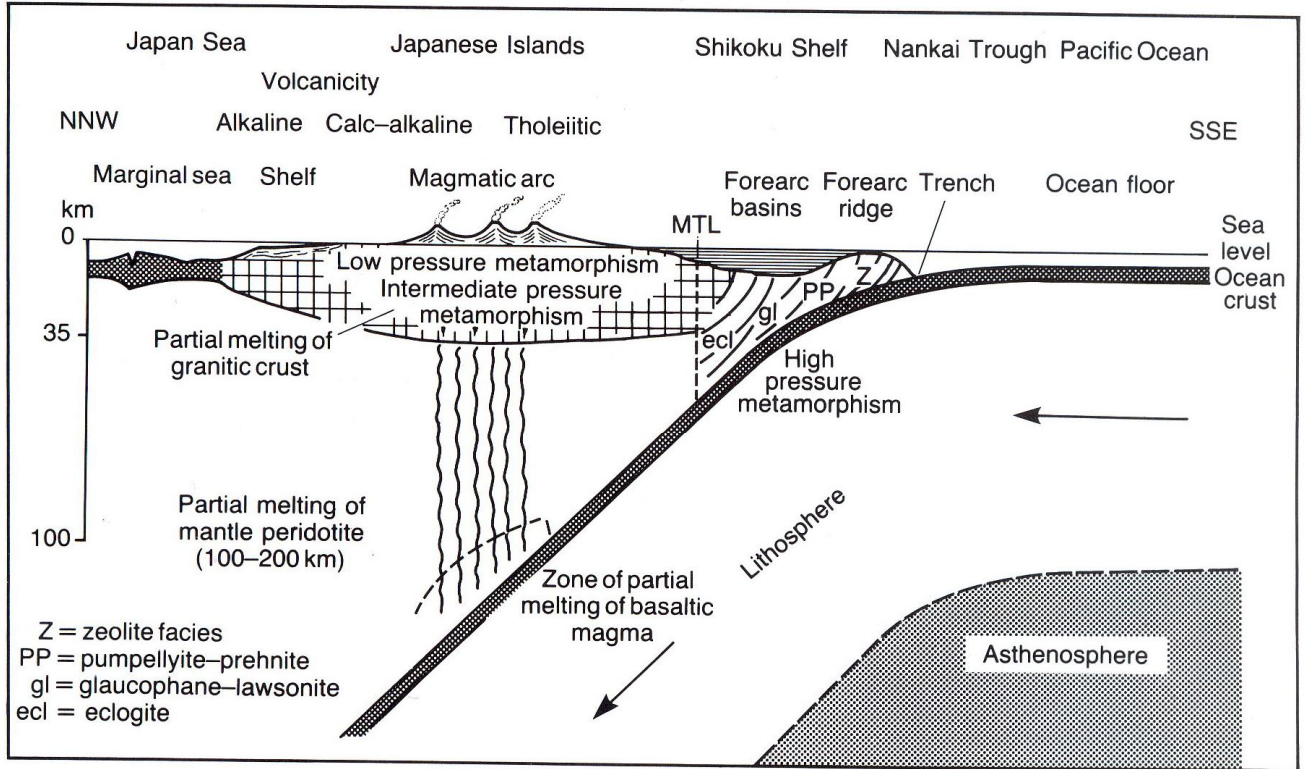 Japan Sea
Japanese Islands
Shikoku Shelf
Nankai Trough
Pacific Ocean
Volcanicity
NNW
Alkaline
Calc–alkaline
Tholeiitic
SSE
Marginal sea
Shelf
Magmatic arc
Forearc
basins
Forearc
ridge
Trench
Ocean floor
km
0
MTL
Sea
level
Low pressure metamorphism
Intermediate pressure
metamorphism
Z
PP
gl
ecl
Ocean
crust
35
Partial melting of
granitic crust
High
pressure
metamorphism
Partial melting of
mantle peridotite
(100–200 km)
100
Lithosphere
Zone of partial
melting of basaltic
magma
Asthenosphere
Z = zeolite facies
PP = pumpellyite–prehnite
gl = glaucophane–lawsonite
ecl = eclogite